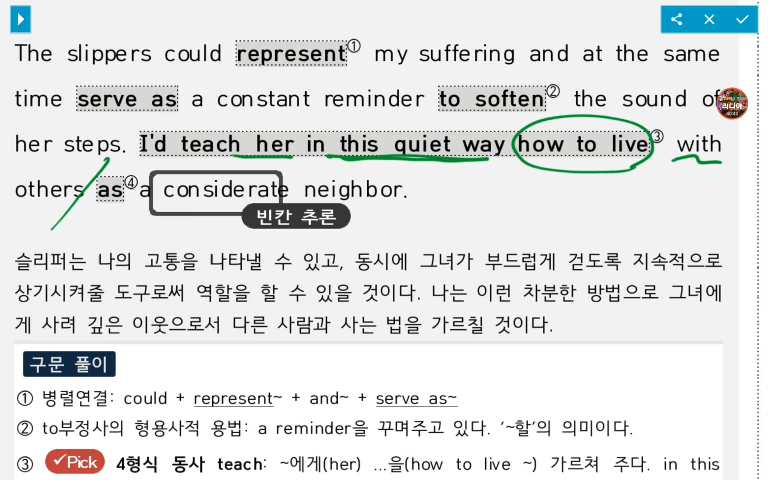 The slippers could represent① my suffering and at the same
time serve as a constant reminder to soften② the sound of
her steps. I'd teach her in this quiet way how to live③ with
others as④ a considerate neighbor.
빈칸 추론
슬리퍼는 나의 고통을 나타낼 수 있고, 동시에 그녀가 부드럽게 걷도록 지속적으로
상기시켜줄 도구로써 역할을 할 수 있을 것이다. 나는 이런 차분한 방법으로 그녀에
게 사려 깊은 이웃으로서 다른 사람과 사는 법을 가르칠 것이다.
구문 풀이
① 병렬연결: could + represent~ + and~ + serve as~
② to부정사의 형용사적 용법: a reminder을 꾸며주고 있다. ‘~할’의 의미이다.
③ ✓Pick 4형식 동사 teach: ~에게(her) ...을(how to live ~) 가르쳐 주다. in this